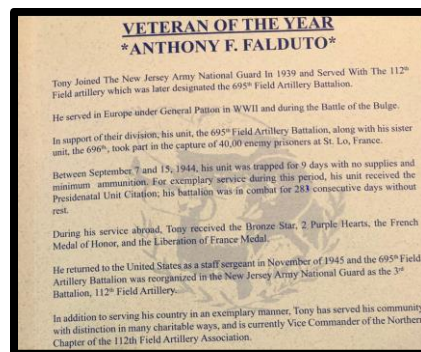 VETERAN OF THE YEAR
*ANTHONY F. FALDUTO*
Tony Joined The New Jersey Army National Guard In 1939 and Served With The 112th
Field artillery which was later designated the 695th Field Artillery Battalion.
He served in Europe under General Patton in WWII and during the Battle of the Bulge.
In support of their division, his unit, the 695th Field Artillery Battalion, along with his sister
unit, the 696th, took part in the capture of 40,00 enemy prisoners at St. Lo, France.
Between September 7 and 15, 1944, his unit was trapped for 9 days with no supplies and
minimum ammunition. For exemplary service during this period, his unit received the
Presidenatal Unit Citation; his battalion was in combat for 283 consecutive days without
rest.
During his service abroad, Tony received the Bronze Star, 2 Purple Hearts, the French
Medal of Honor, and the Liberation of France Medal.
He returned to the United States as a staff sergeant in November of 1945 and the 695th Field
Artillery Battalion was reorganized in the New Jersey Army National Guard as the 3rd
Battalion, 112th Field Artillery.
In addition to serving his country in an exemplary manner, Tony has served his community
with distinction in many charitable ways, and is currently Vice Commander of the Northern
Chapter of the 112th Field Artillery Association.